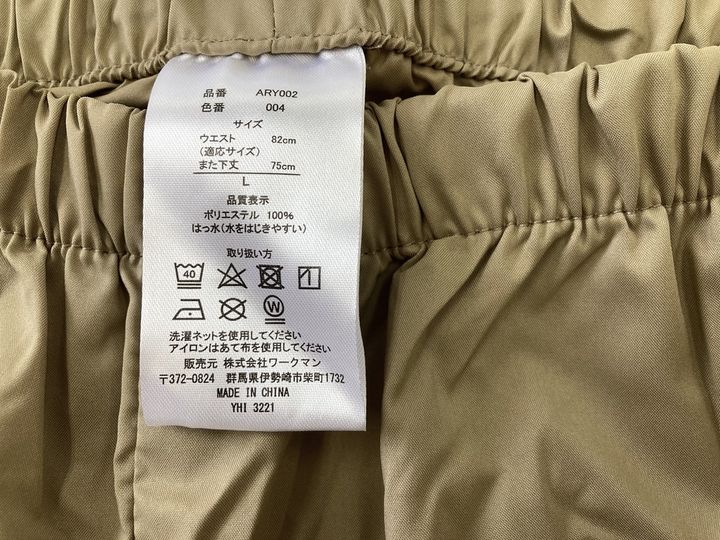 品番 ARY002
色番 004
サイズ
ウエスト 82cm
(適応サイズ)
また下丈 75cm
L
品質表示
ポリエステル 100%
はっ水(水をはじきやすい)
取り扱い方
40
W
洗濯ネットを使用してください
アイロンはあて布を使用してください
販売元 株式会社ワークマン
〒372-0824 群馬県伊勢崎市柴町1732
MADE IN CHINA
YHI 3221